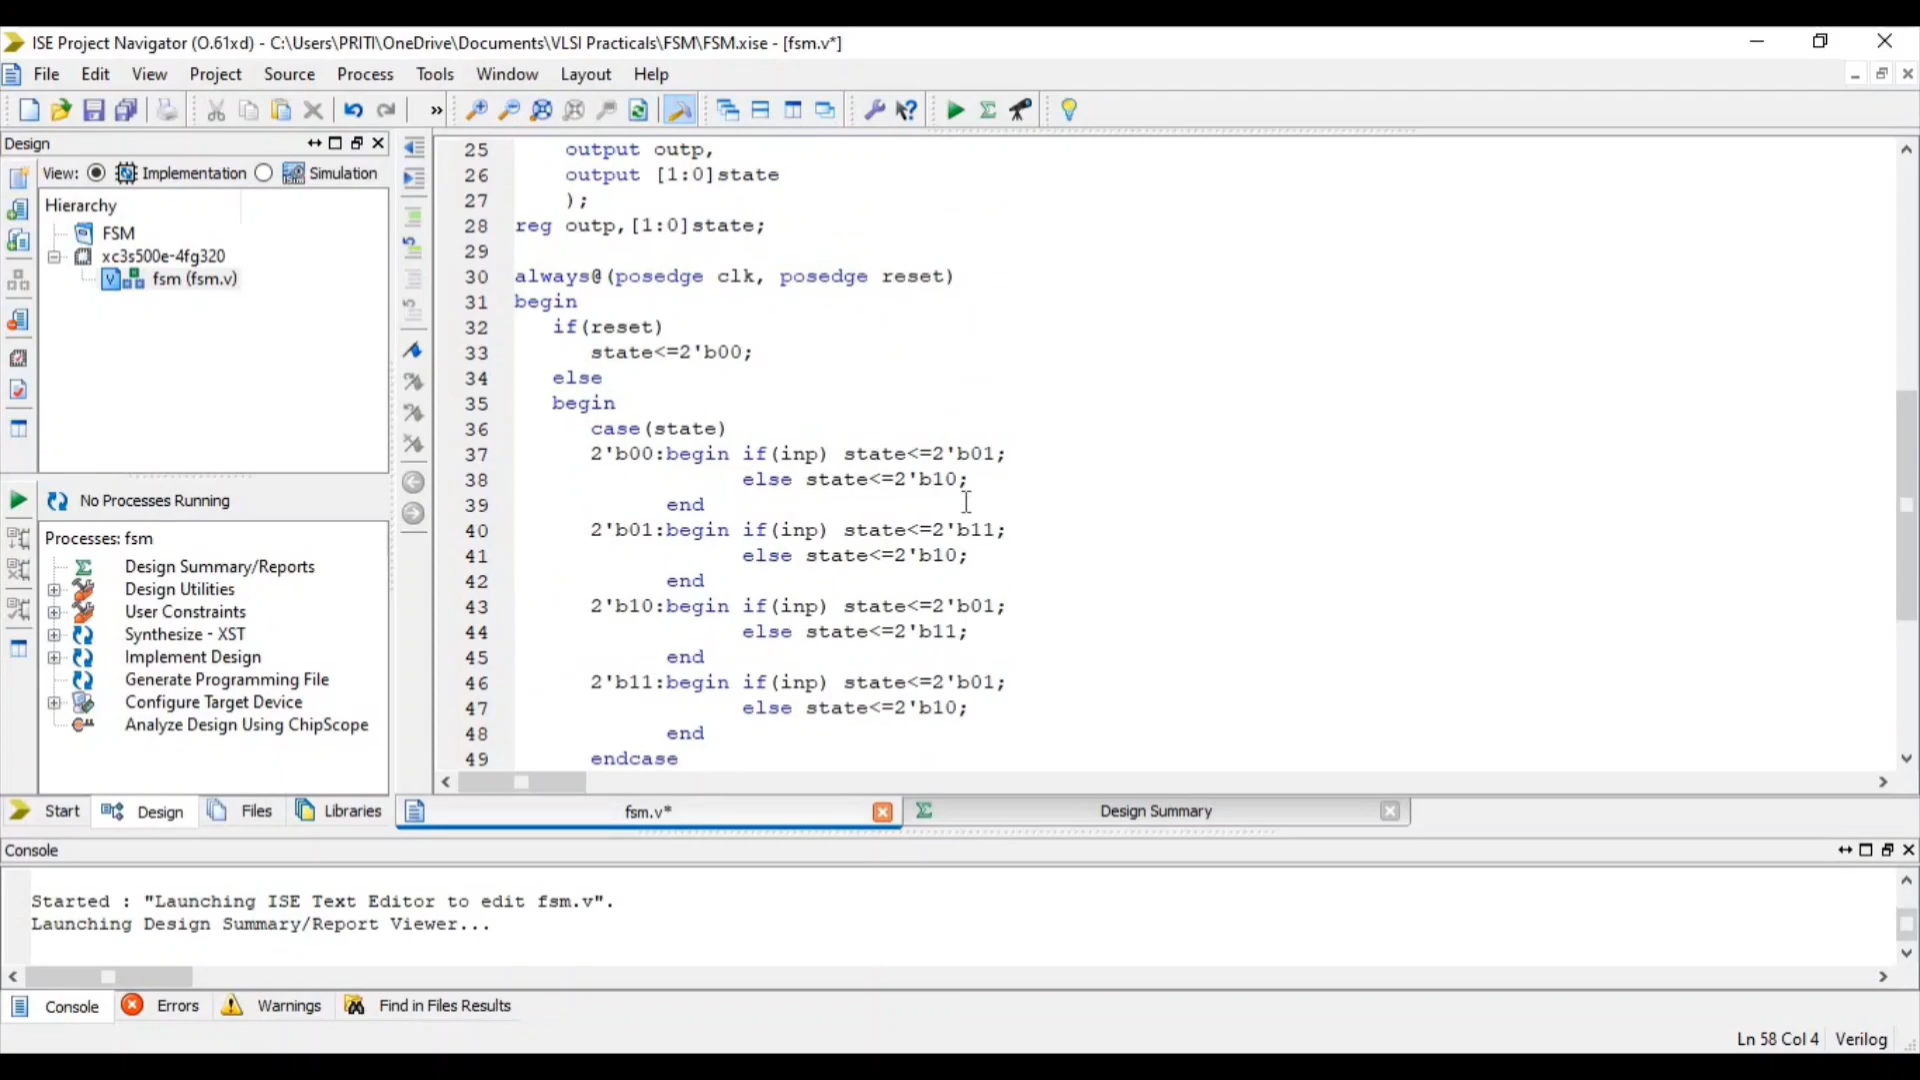 ISE Project Navigator (O.61xd) - C:\Users\PRITI\OneDrive\Documents\VLSI Practicals\FSM\FSM.xise - [fsm.v*]
File Edit View Project Source Process Tools Window Layout Help
»
Design
View: Implementation Simulation
Hierarchy
FSM
xc3s500e-4fg320
fsm (fsm.v)
No Processes Running
Processes: fsm
Design Summary/Reports
Design Utilities
User Constraints
Synthesize - XST
Implement Design
Generate Programming File
Configure Target Device
Analyze Design Using ChipScope
Start Design Files Libraries
25 output outp,
26 output [1:0]state
27 );
28 reg outp,[1:0]state;
29
30 always@(posedge clk, posedge reset)
31 begin
32 if(reset)
33 state<=2'b00;
34 else
35 begin
36 case(state)
37 2'b00:begin if(inp) state<=2'b01;
38 else state<=2'b10;
39 end
40 2'b01:begin if(inp) state<=2'b11;
41 else state<=2'b10;
42 end
43 2'b10:begin if(inp) state<=2'b01;
44 else state<=2'b11;
45 end
46 2'b11:begin if(inp) state<=2'b01;
47 else state<=2'b10;
48 end
49 endcase
fsm.v* Design Summary
Console
Started : "Launching ISE Text Editor to edit fsm.v".
Launching Design Summary/Report Viewer...
Console Errors Warnings Find in Files Results
Ln 58 Col 4 Verilog